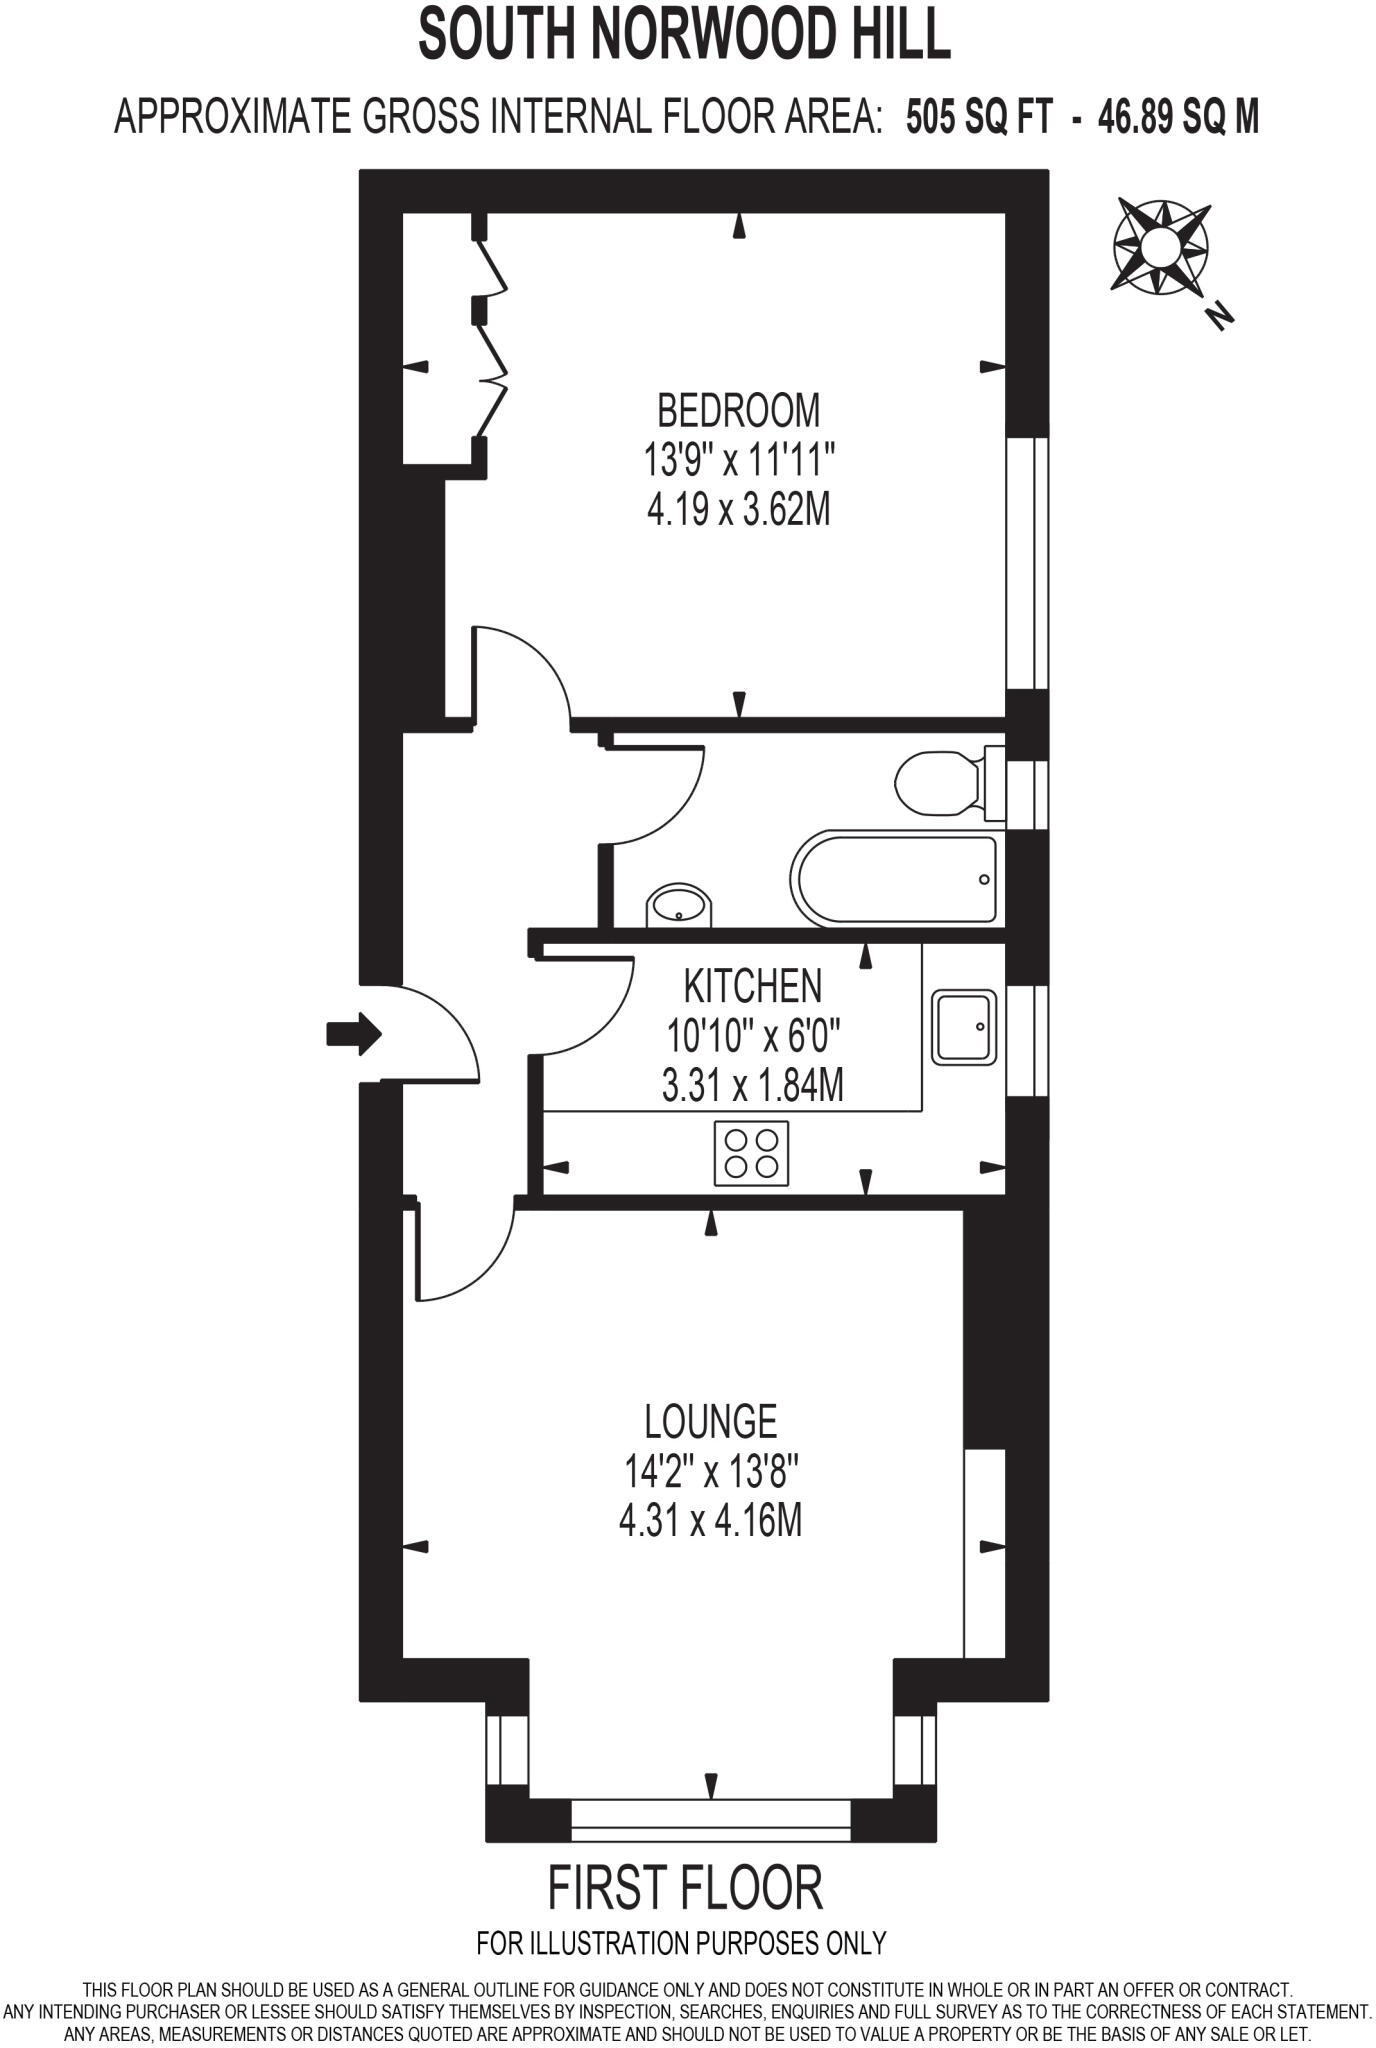 SOUTH NORWOOD HILL
APPROXIMATE GROSS INTERNAL FLOOR AREA: 505 SQ FT - 46.89 SQ M
N
BEDROOM
13'9" x 11'11"
4.19 x 3.62M
KITCHEN
10'10" x 6'0"
3.31 x 1.84M
LOUNGE
14'2" x 13'8"
4.31 x 4.16M
FIRST FLOOR
FOR ILLUSTRATION PURPOSES ONLY
THIS FLOOR PLAN SHOULD BE USED AS A GENERAL OUTLINE FOR GUIDANCE ONLY AND DOES NOT CONSTITUTE IN WHOLE OR IN PART AN OFFER OR CONTRACT.
ANY INTENDING PURCHASER OR LESSEE SHOULD SATISFY THEMSELVES BY INSPECTION, SEARCHES, ENQUIRIES AND FULL SURVEY AS TO THE CORRECTNESS OF EACH STATEMENT.
ANY AREAS, MEASUREMENTS OR DISTANCES QUOTED ARE APPROXIMATE AND SHOULD NOT BE USED TO VALUE A PROPERTY OR BE THE BASIS OF ANY SALE OR LET.